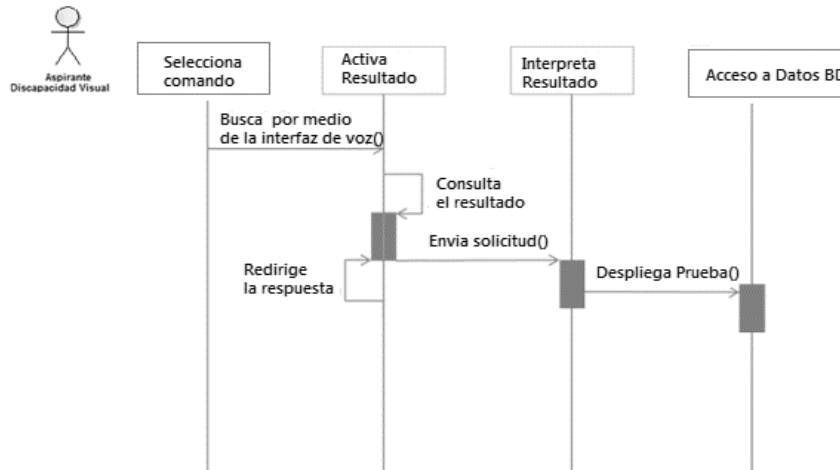 Aspirante
Discapacidad Visual
Selecciona
comando
Activa
Resultado
Interpreta
Resultado
Acceso a Datos BD
Busca por medio
de la interfaz de voz()
Consulta
el resultado
Envia solicitud()
Redirige
la respuesta
Despliega Prueba()